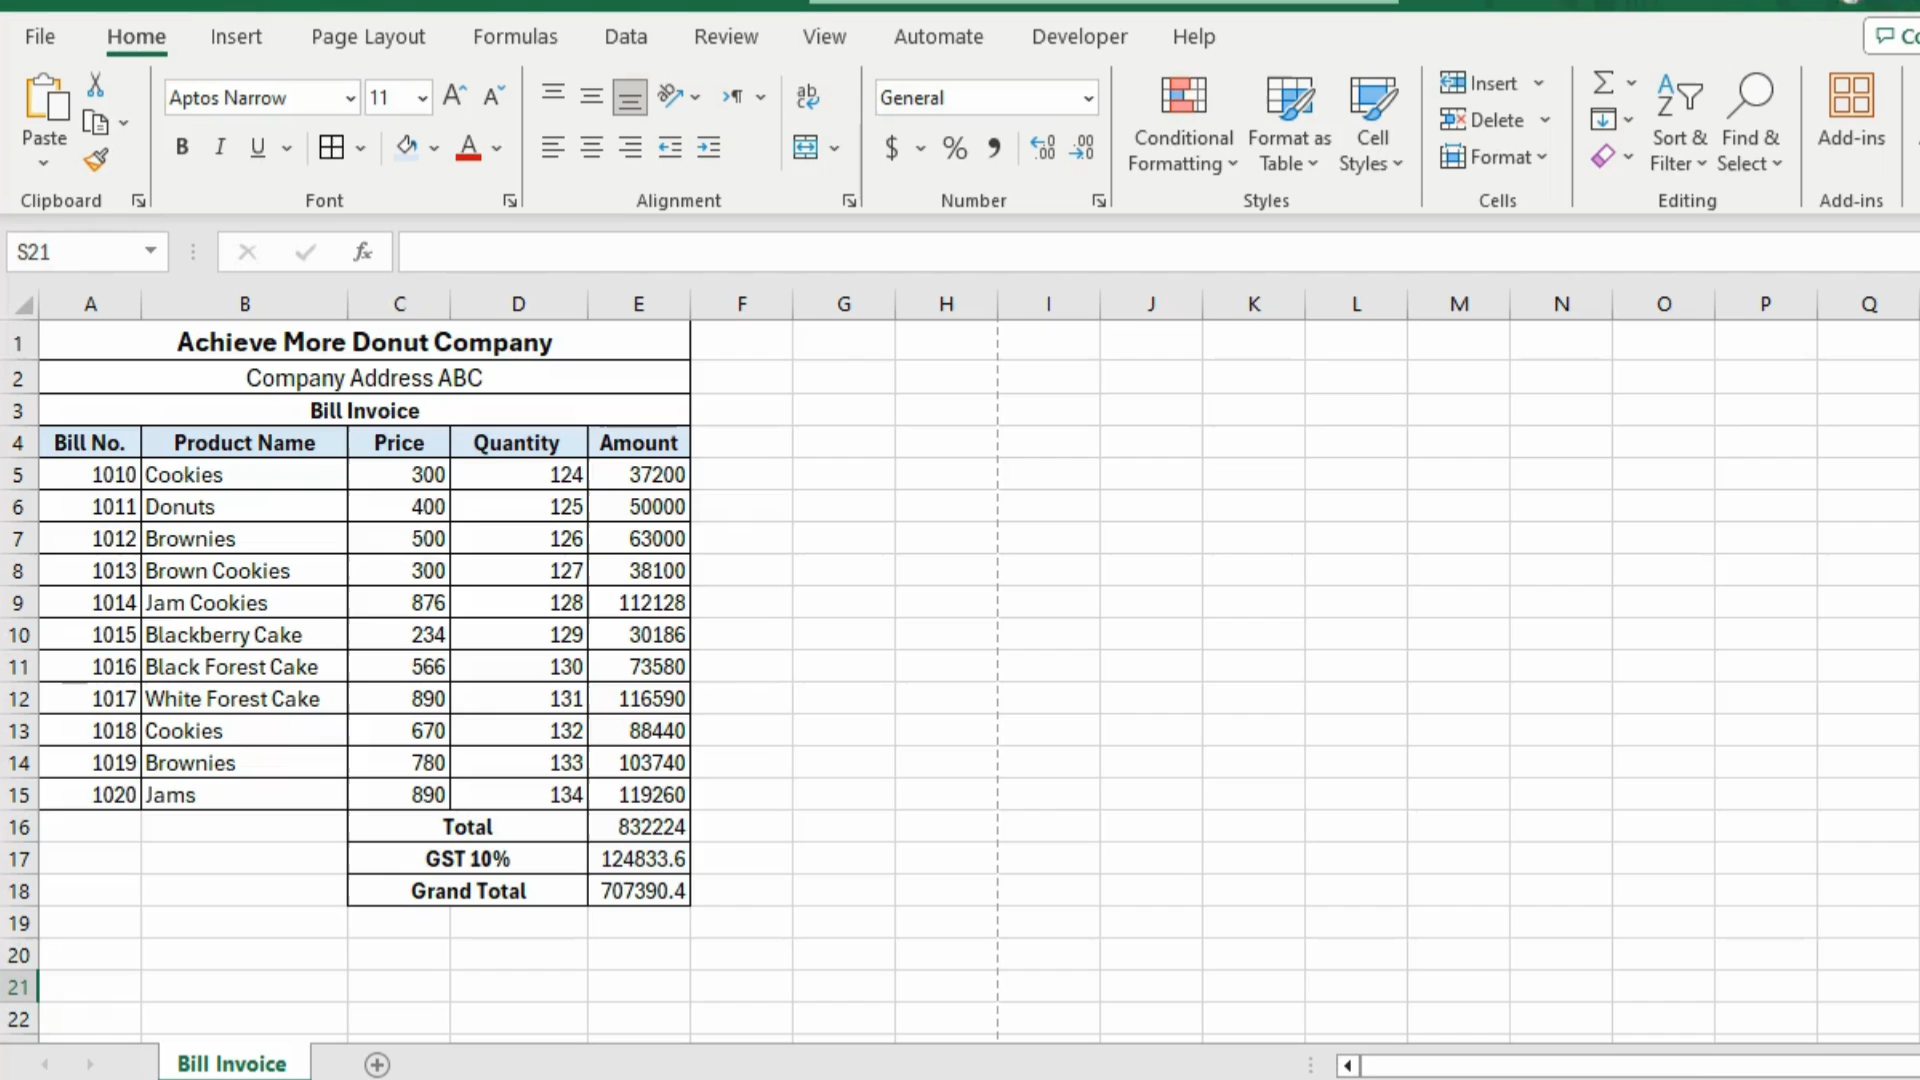 File Home Insert Page Layout Formulas Data Review View Automate Developer Help
Aptos Narrow 11 General
Paste
B I U
Conditional Formatting Format as Table Cell Styles
Insert
Delete
Format
Sort & Filter Find & Select
Add-ins
Clipboard Font Alignment Number Styles Cells Editing Add-ins
S21 fx
A B C D E F G H I J K L M N O P Q
1 Achieve More Donut Company
2 Company Address ABC
3 Bill Invoice
4 Bill No. Product Name Price Quantity Amount
5 1010 Cookies 300 124 37200
6 1011 Donuts 400 125 50000
7 1012 Brownies 500 126 63000
8 1013 Brown Cookies 300 127 38100
9 1014 Jam Cookies 876 128 112128
10 1015 Blackberry Cake 234 129 30186
11 1016 Black Forest Cake 566 130 73580
12 1017 White Forest Cake 890 131 116590
13 1018 Cookies 670 132 88440
14 1019 Brownies 780 133 103740
15 1020 Jams 890 134 119260
16 Total 832224
17 GST 10% 124833.6
18 Grand Total 707390.4
19
20
21
22
Bill Invoice